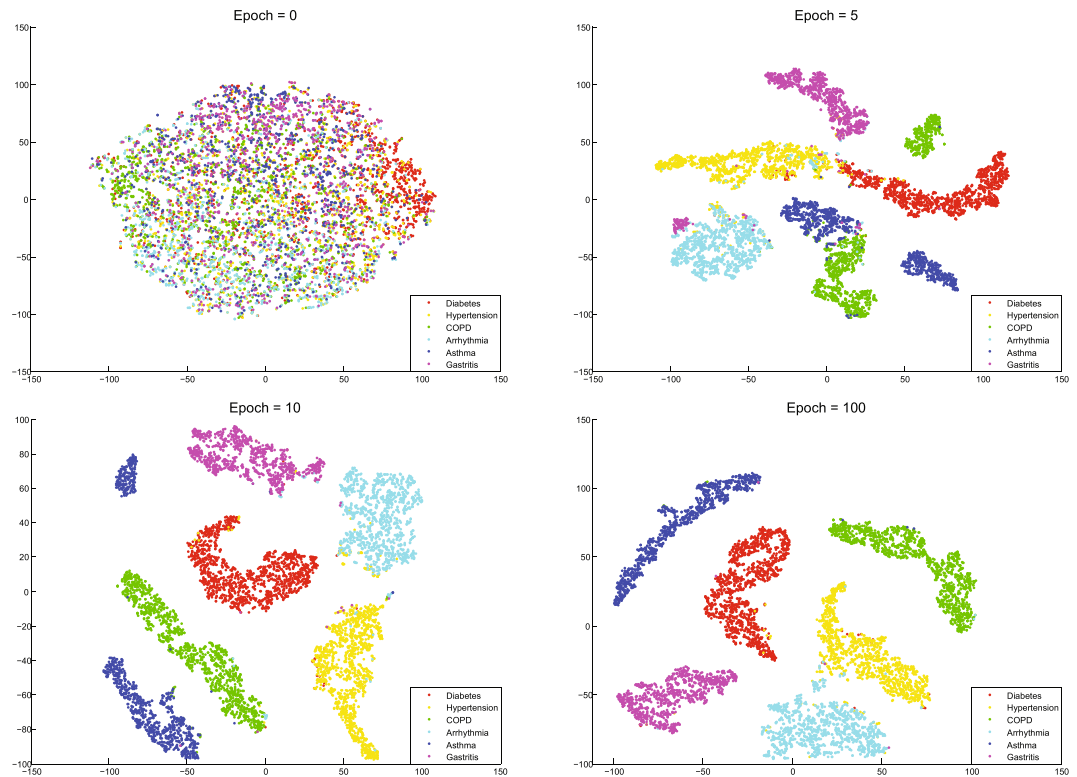 Epoch = 0
150
100
50
0
−50
−100
−150
−150 −100 −50 0 50 100 150
Diabetes
Hypertension
COPD
Arrhythmia
Asthma
Gastritis
Epoch = 5
150
100
50
0
−50
−100
−150
−150 −100 −50 0 50 100 150
Diabetes
Hypertension
COPD
Arrhythmia
Asthma
Gastritis
Epoch = 10
100
80
60
40
20
0
−20
−40
−60
−80
−100
−150 −100 −50 0 50 100 150
Diabetes
Hypertension
COPD
Arrhythmia
Asthma
Gastritis
Epoch = 100
150
100
50
0
−50
−100
−100 −50 0 50 100 150
Diabetes
Hypertension
COPD
Arrhythmia
Asthma
Gastritis